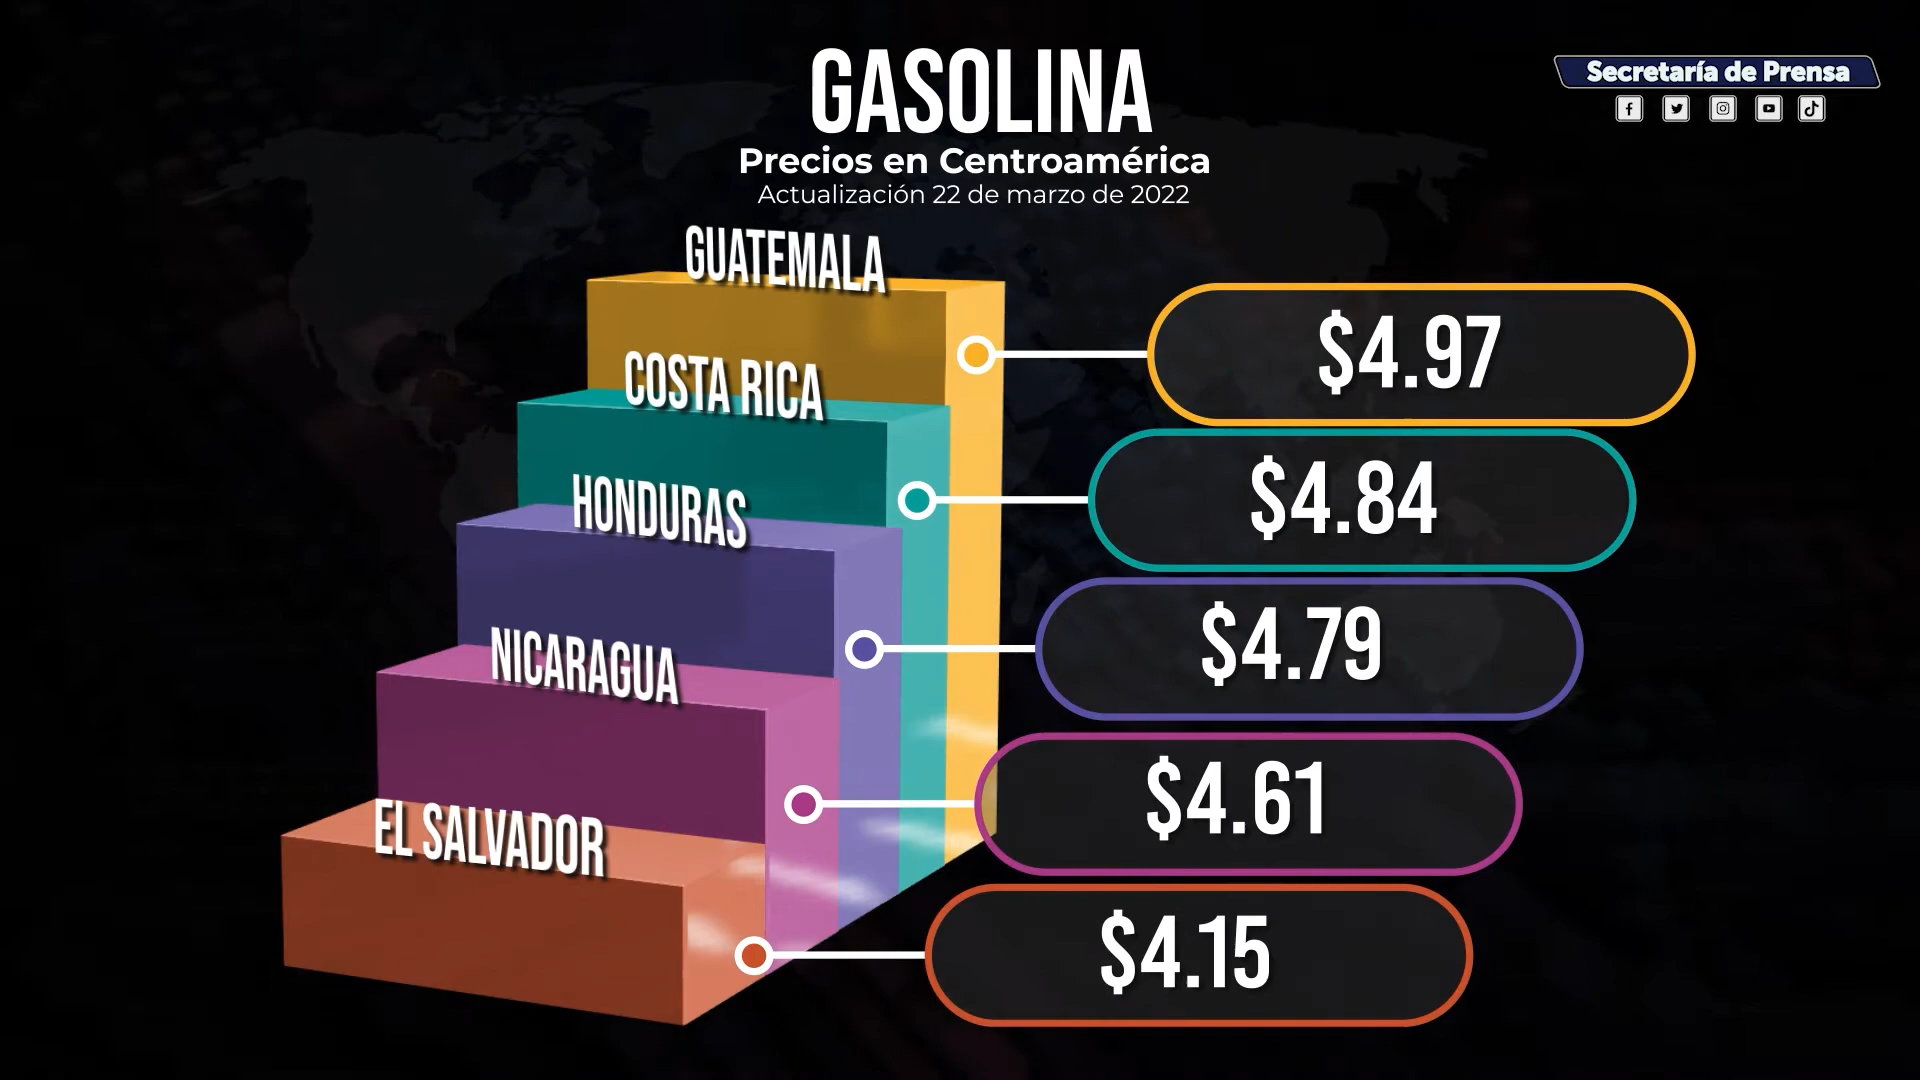 GASOLINA
Precios en Centroamérica
Actualización 22 de marzo de 2022
Secretaría de Prensa
GUATEMALA
$4.97
COSTA RICA
$4.84
HONDURAS
$4.79
NICARAGUA
$4.61
EL SALVADOR
$4.15